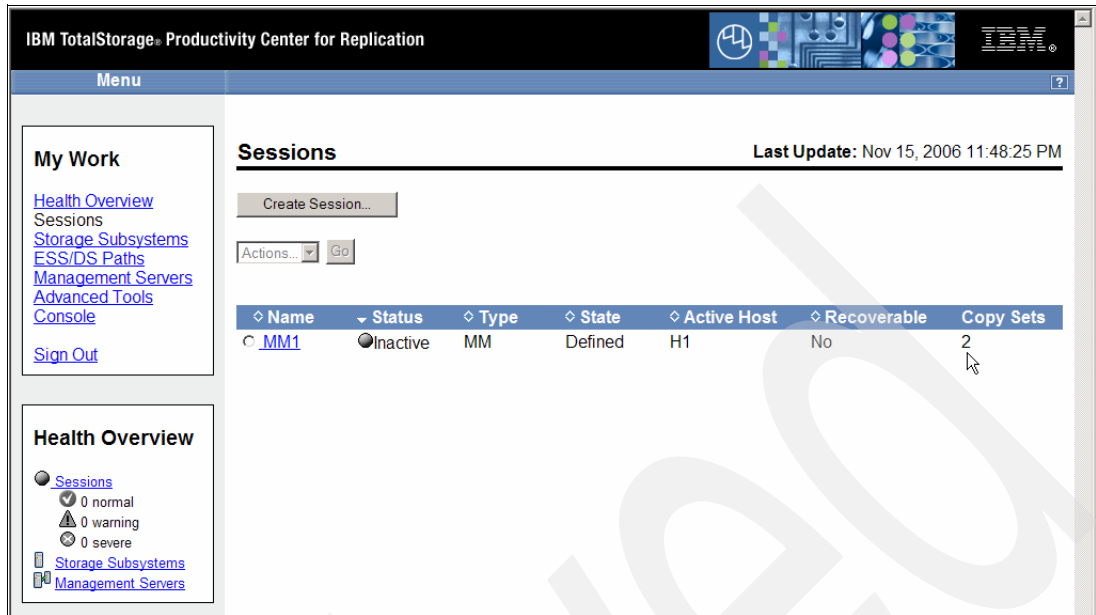 IBM TotalStorage® Productivity Center for Replication
IBM®
Menu
?
My Work
Health Overview
Sessions
Storage Subsystems
ESS/DS Paths
Management Servers
Advanced Tools
Console
Sign Out
Health Overview
Sessions
0 normal
0 warning
0 severe
Storage Subsystems
Management Servers
Sessions Last Update: Nov 15, 2006 11:48:25 PM
Create Session...
Actions... Go
Name Status Type State Active Host Recoverable Copy Sets
MM1 Inactive MM Defined H1 No 2